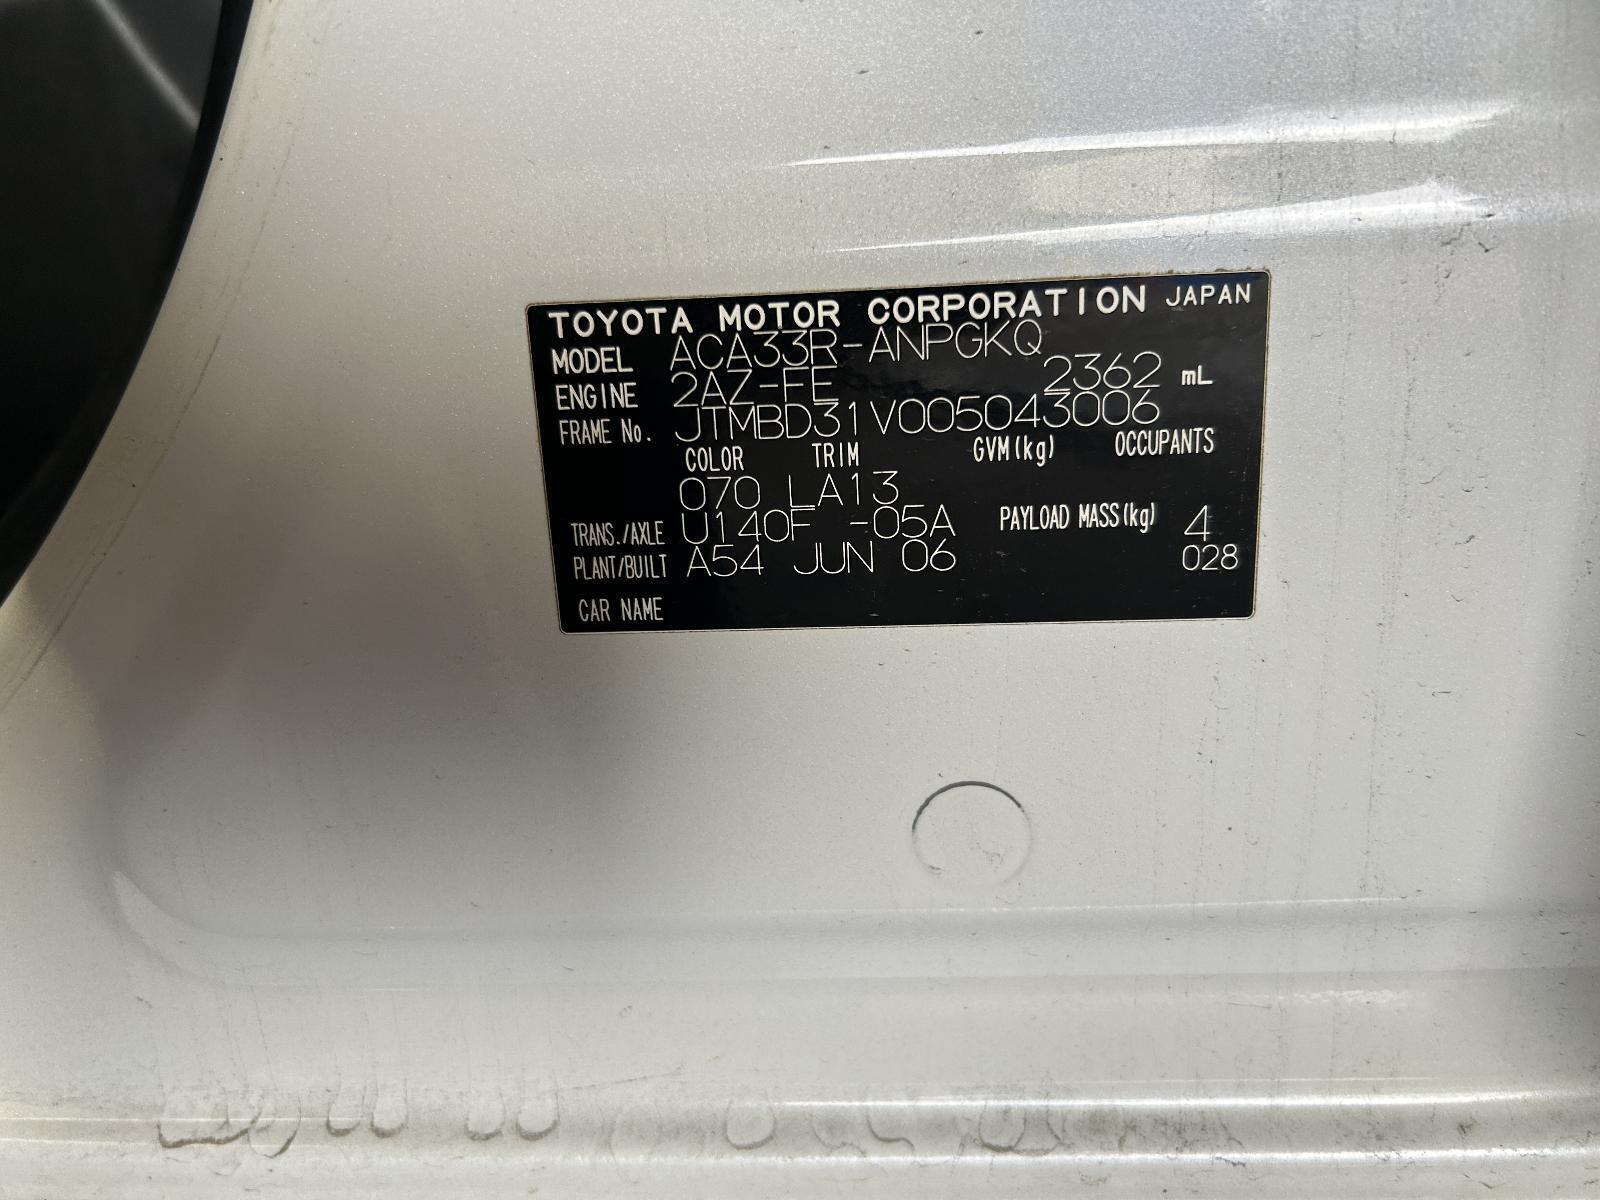 TOYOTA MOTOR CORPORATION JAPAN
MODEL ACA33R-ANPGKQ
ENGINE 2AZ-FE 2362 mL
FRAME No. JTMBD31V005043006
COLOR TRIM GVM(kg) OCCUPANTS
070 LA13
TRANS./AXLE U140F -05A PAYLOAD MASS(kg) 4
PLANT/BUILT A54 JUN 06 028
CAR NAME